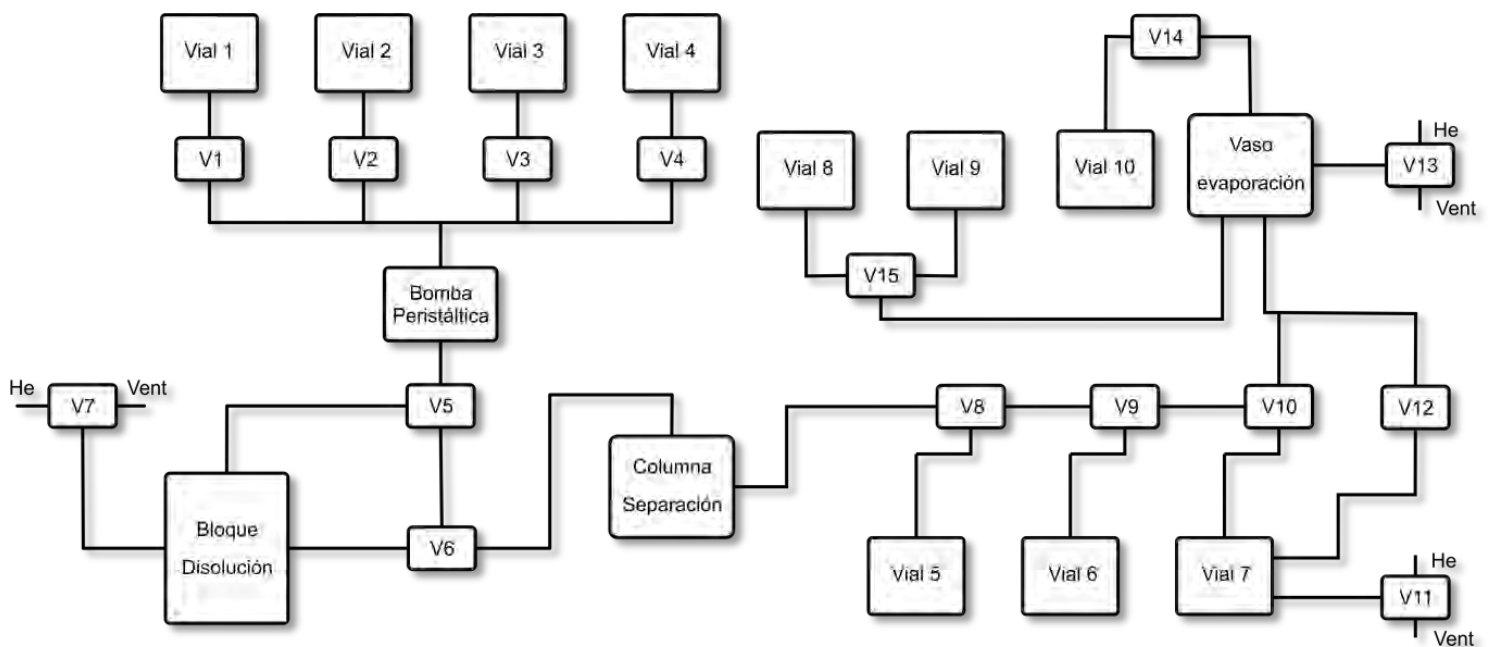 Vial 1
Vial 2
Vial 3
Vial 4
V14
V1
V2
V3
V4
Vial 8
Vial 9
Vial 10
Vaso
evaporación
He
V13
Vent
V15
Bomba
Peristáltica
He
V7
Vent
V5
V8
V9
V10
V12
Columna
Separación
Bloque
Disolución
V6
Vial 5
Vial 6
Vial 7
He
V11
Vent